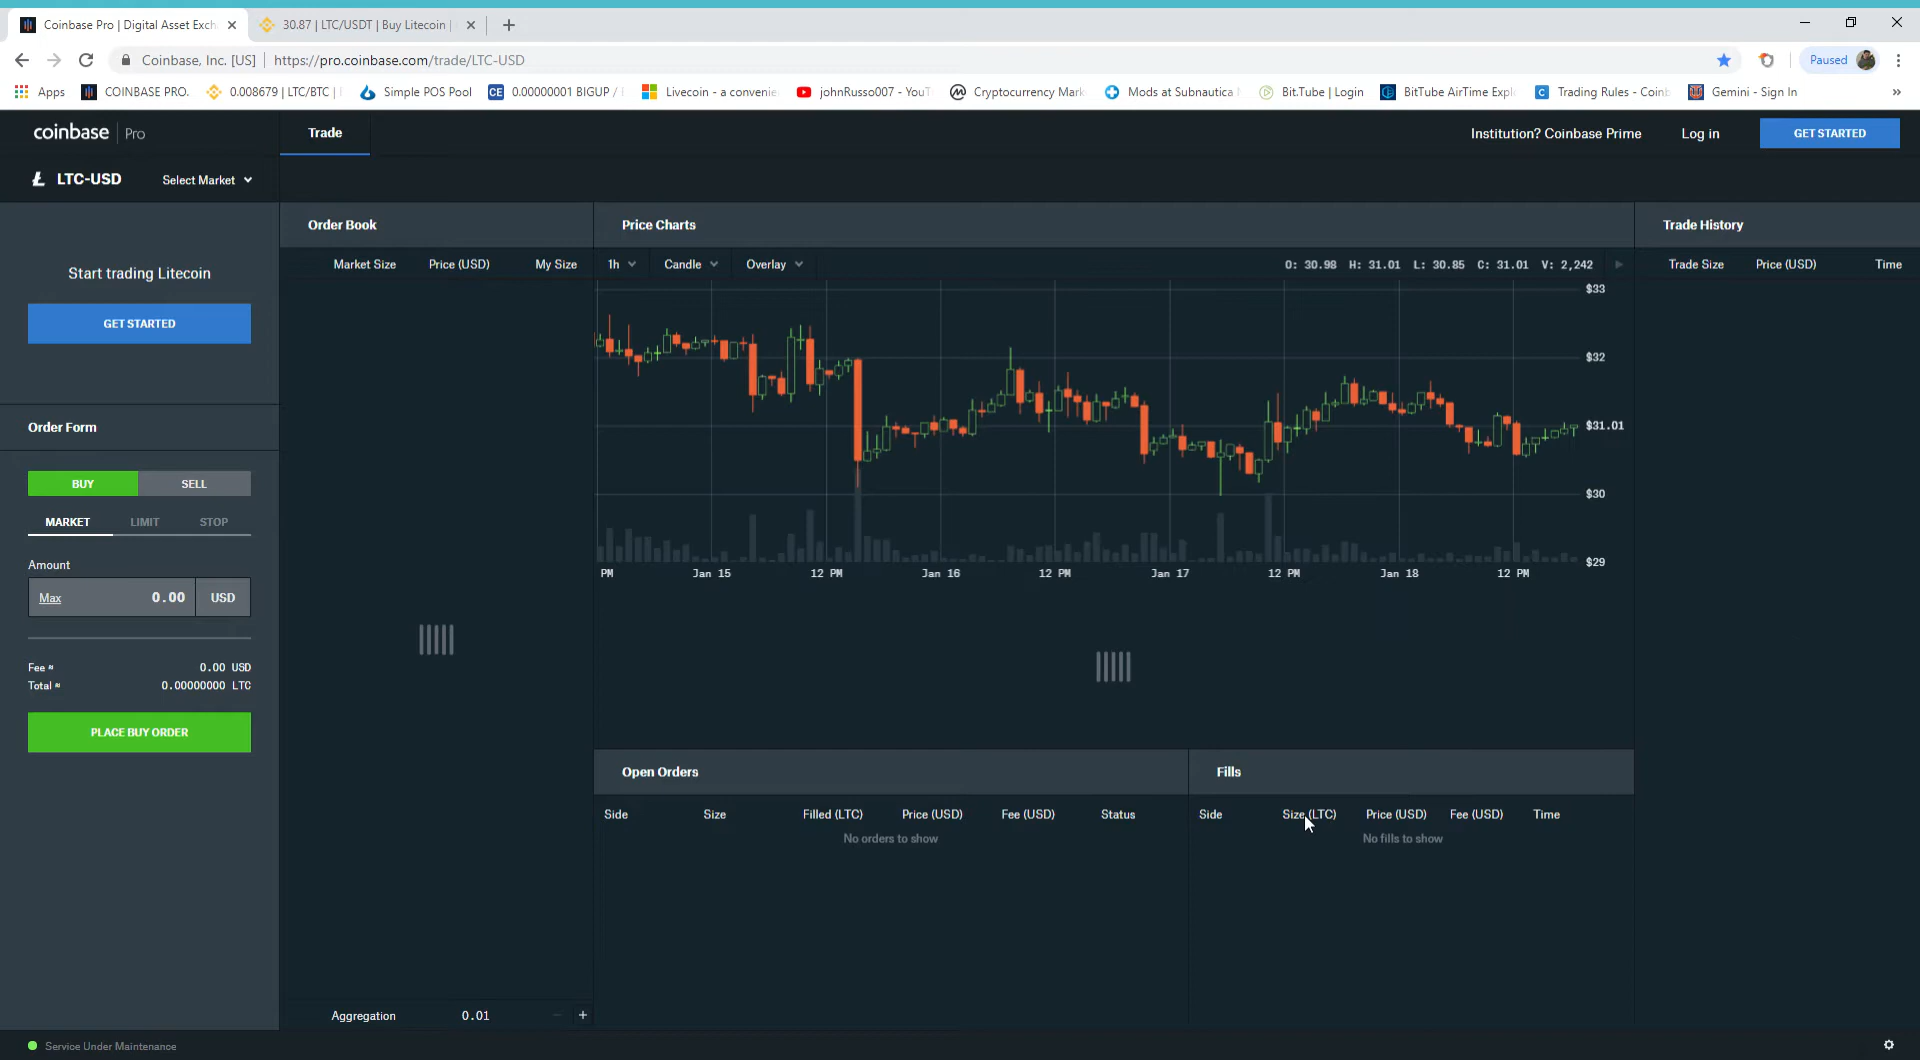 Coinbase Pro | Digital Asset Exch
30.87 | LTC/USDT | Buy Litecoin |
Coinbase, Inc. [US] | https://pro.coinbase.com/trade/LTC-USD
Paused
Apps
COINBASE PRO.
0.008679 | LTC/BTC |
Simple POS Pool
CE 0.00000001 BIGUP /
Livecoin - a convenie
johnRusso007 - YouT
Cryptocurrency Mark
Mods at Subnautica
Bit.Tube | Login
BitTube AirTime Expl
C Trading Rules - Coinb
Gemini - Sign In
»
coinbase | Pro
Trade
Institution? Coinbase Prime
Log in
GET STARTED
Ł LTC-USD
Select Market
Start trading Litecoin
GET STARTED
Order Form
BUY
SELL
MARKET
LIMIT
STOP
Amount
Max
0.00
USD
Fee ≈ 0.00 USD
Total ≈ 0.00000000 LTC
PLACE BUY ORDER
Order Book
Market Size
Price (USD)
My Size
Aggregation
0.01
- +
Price Charts
1h
Candle
Overlay
O: 30.98 H: 31.01 L: 30.85 C: 31.01 V: 2,242
$33
$32
$31.01
$30
$29
PM
Jan 15
12 PM
Jan 16
12 PM
Jan 17
12 PM
Jan 18
12 PM
Open Orders
Side
Size
Filled (LTC)
Price (USD)
Fee (USD)
Status
No orders to show
Fills
Side
Size (LTC)
Price (USD)
Fee (USD)
Time
No fills to show
Trade History
Trade Size
Price (USD)
Time
Service Under Maintenance